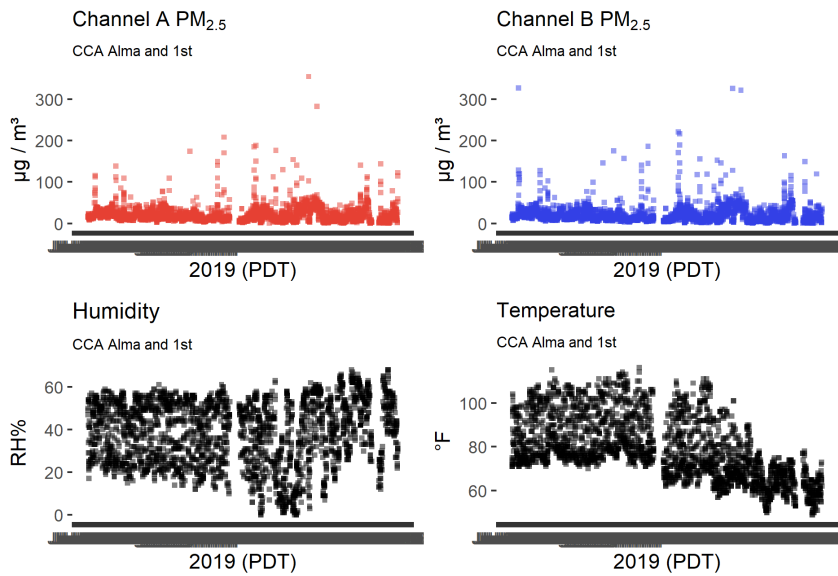 Channel A PM2.5
CCA Alma and 1st
µg / m³
300
200
100
0
2019 (PDT)
Channel B PM2.5
CCA Alma and 1st
µg / m³
300
200
100
0
2019 (PDT)
Humidity
CCA Alma and 1st
RH%
60
40
20
0
2019 (PDT)
Temperature
CCA Alma and 1st
°F
100
80
60
2019 (PDT)